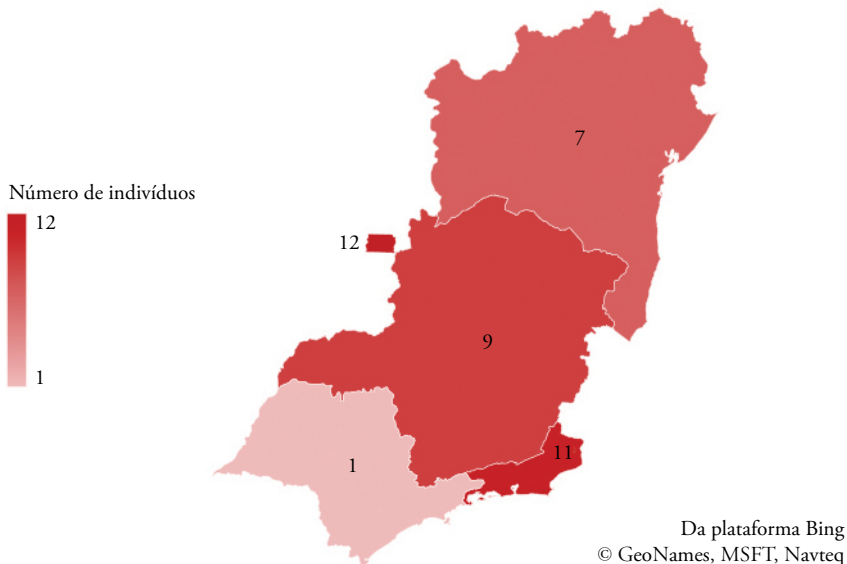 7
Número de indivíduos
12
12
9
1
11
1
Da plataforma Bing
© GeoNames, MSFT, Navteq